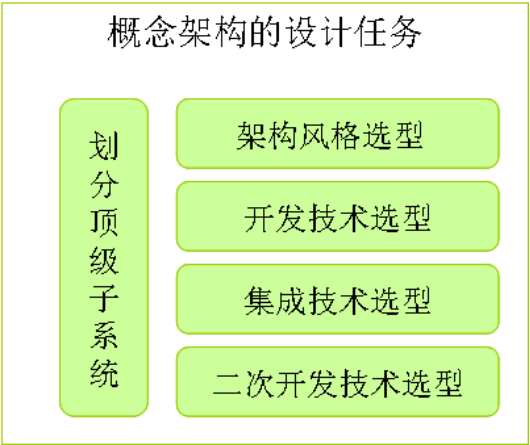 概念架构的设计任务
划分顶级子系统
架构风格选型
开发技术选型
集成技术选型
二次开发技术选型